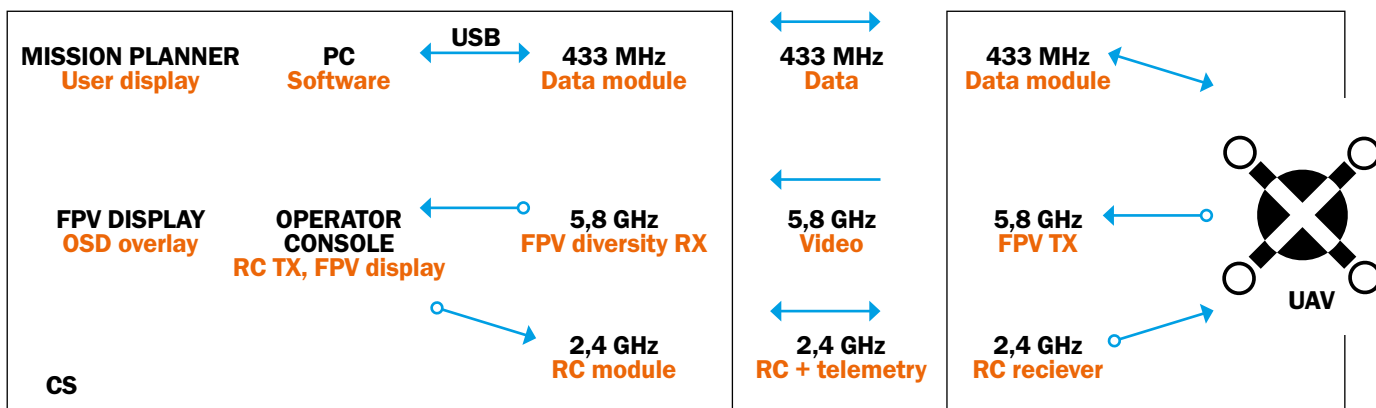 USB
MISSION PLANNER
User display
PC
Software
433 MHz
Data module
433 MHz
Data
433 MHz
Data module
FPV DISPLAY
OSD overlay
OPERATOR
CONSOLE
RC TX, FPV display
5,8 GHz
FPV diversity RX
5,8 GHz
Video
5,8 GHz
FPV TX
UAV
2,4 GHz
RC module
2,4 GHz
RC + telemetry
2,4 GHz
RC reciever
CS